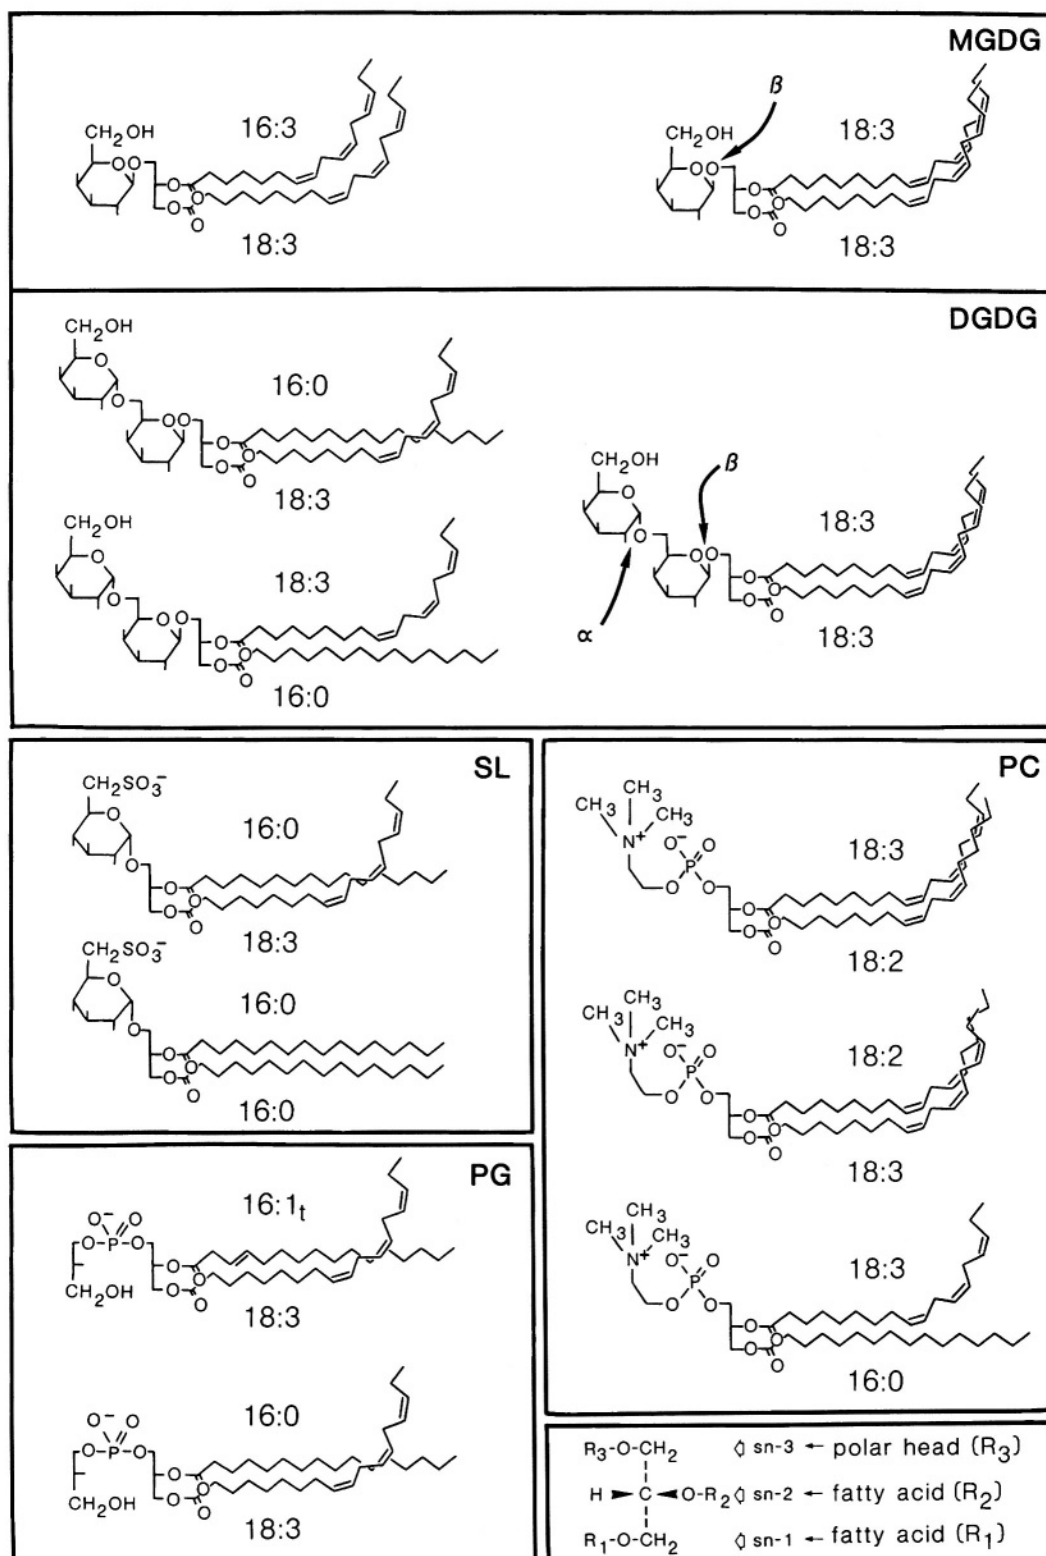 MGDG
16:3
CH2OH
O
O
O
O
O
O
18:3
β
18:3
CH2OH
O
O
O
O
O
O
18:3
DGDG
CH2OH
O
O
16:0
O
O
O
O
O
O
18:3
CH2OH
O
O
18:3
O
O
O
O
O
O
16:0
β
CH2OH
O
O
18:3
O
O
O
O
O
O
α
18:3
SL
CH2SO3-
O
O
16:0
O
O
O
O
18:3
CH2SO3-
O
O
16:0
O
O
O
O
16:0
PG
16:1t
O- O
O P O
O
O
O
O
CH2OH
18:3
16:0
O- O
O P O
O
O
O
O
CH2OH
18:3
PC
CH3 CH3
CH3
N+
O- O
P
O O
18:3
O
O
O
O
18:2
CH3 CH3
CH3
N+
O- O
P
O O
18:2
O
O
O
O
18:3
CH3 CH3
CH3
N+
O- O
P
O O
18:3
O
O
O
O
16:0
R3-O-CH2 sn-3 ← polar head (R3)
H C O-R2 sn-2 ← fatty acid (R2)
R1-O-CH2 sn-1 ← fatty acid (R1)